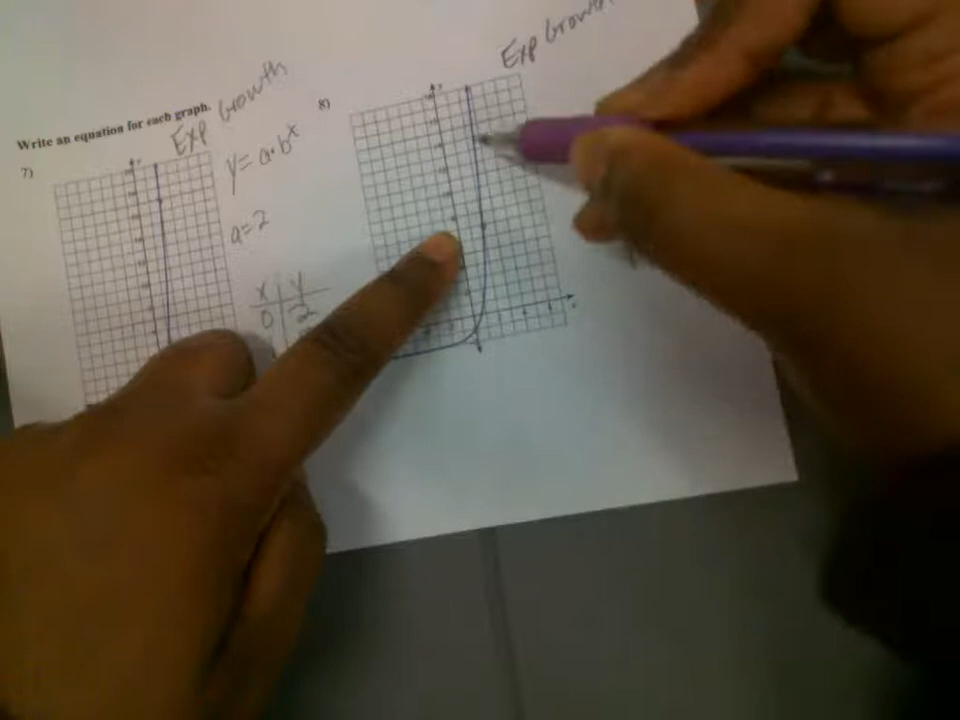 Write an equation for each graph.
7)
Exp Growth
y = a·b^x
a = 2
x y
0 2
8)
Exp Growth